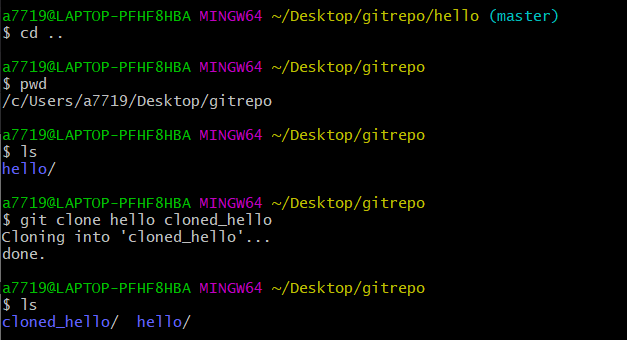 a7719@LAPTOP-PFHF8HBA MINGW64 ~/Desktop/gitrepo/hello (master)
$ cd ..
a7719@LAPTOP-PFHF8HBA MINGW64 ~/Desktop/gitrepo
$ pwd
/c/Users/a7719/Desktop/gitrepo
a7719@LAPTOP-PFHF8HBA MINGW64 ~/Desktop/gitrepo
$ ls
hello/
a7719@LAPTOP-PFHF8HBA MINGW64 ~/Desktop/gitrepo
$ git clone hello cloned_hello
Cloning into 'cloned_hello'...
done.
a7719@LAPTOP-PFHF8HBA MINGW64 ~/Desktop/gitrepo
$ ls
cloned_hello/  hello/